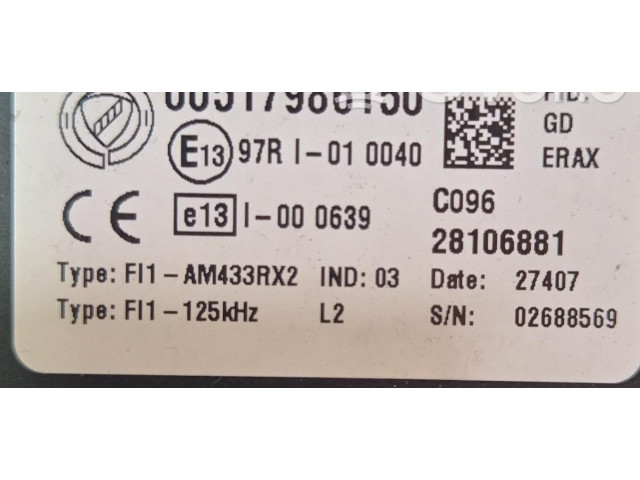 00517986150
GD
E13 97R I-01 0040 ERAX
CE e13 I-00 0639 C096
28106881
Type: FI1-AM433RX2 IND: 03 Date: 27407
Type: FI1-125kHz L2 S/N: 02688569